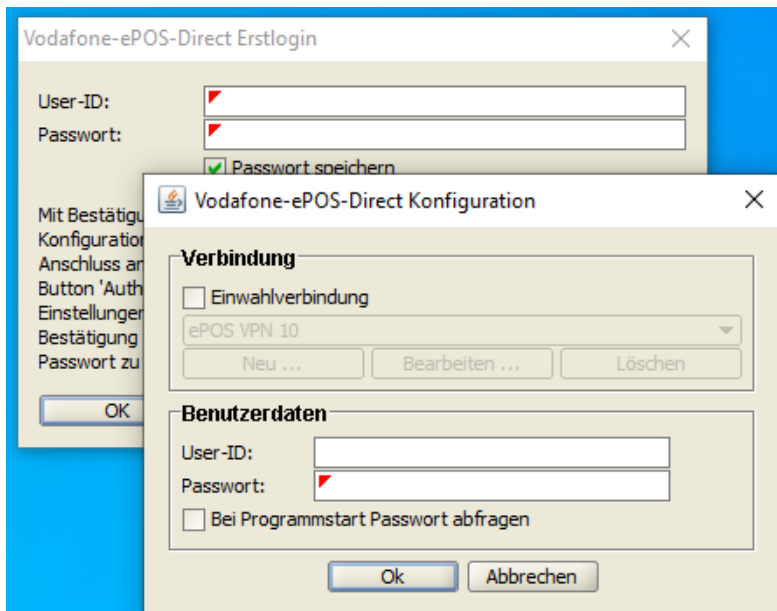 Vodafone-ePOS-Direct Erstlogin
User-ID:
Passwort:
Passwort speichern
Mit Bestätigu
Konfiguration
Anschluss an
Button 'Auth
Einstellungen
Bestätigung
Passwort zu
OK
Vodafone-ePOS-Direct Konfiguration
Verbindung
Einwahlverbindung
ePOS VPN 10
Neu ... Bearbeiten ... Löschen
Benutzerdaten
User-ID:
Passwort:
Bei Programmstart Passwort abfragen
Ok Abbrechen